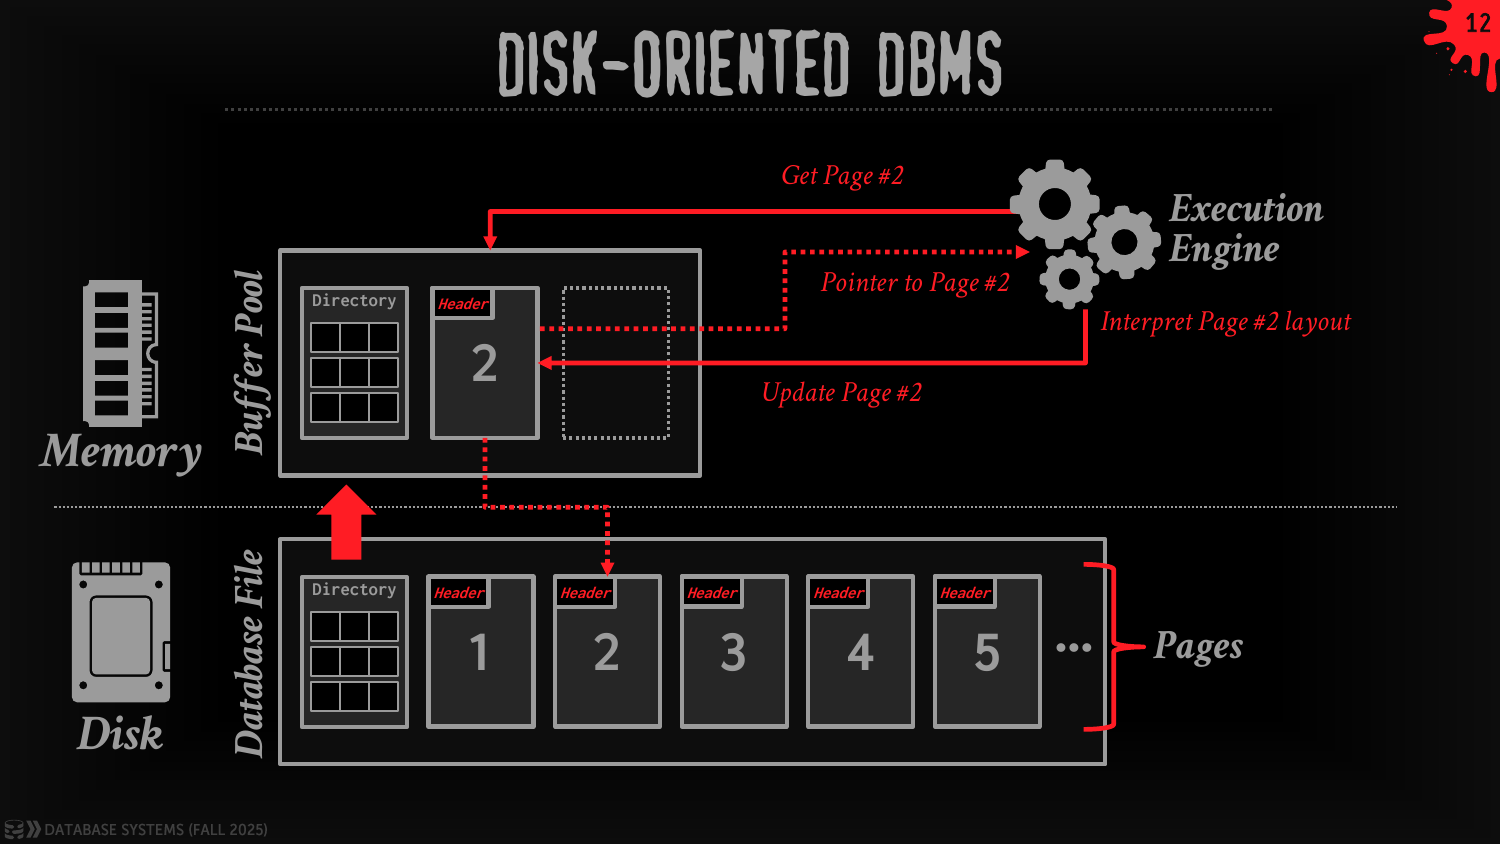 DISK-ORIENTED DBMS
12
Get Page #2
Execution
Engine
Pointer to Page #2
Interpret Page #2 layout
Update Page #2
Memory
Buffer Pool
Directory
Header
2
Disk
Database File
Directory
Header
1
Header
2
Header
3
Header
4
Header
5
•••
Pages
DATABASE SYSTEMS (FALL 2025)